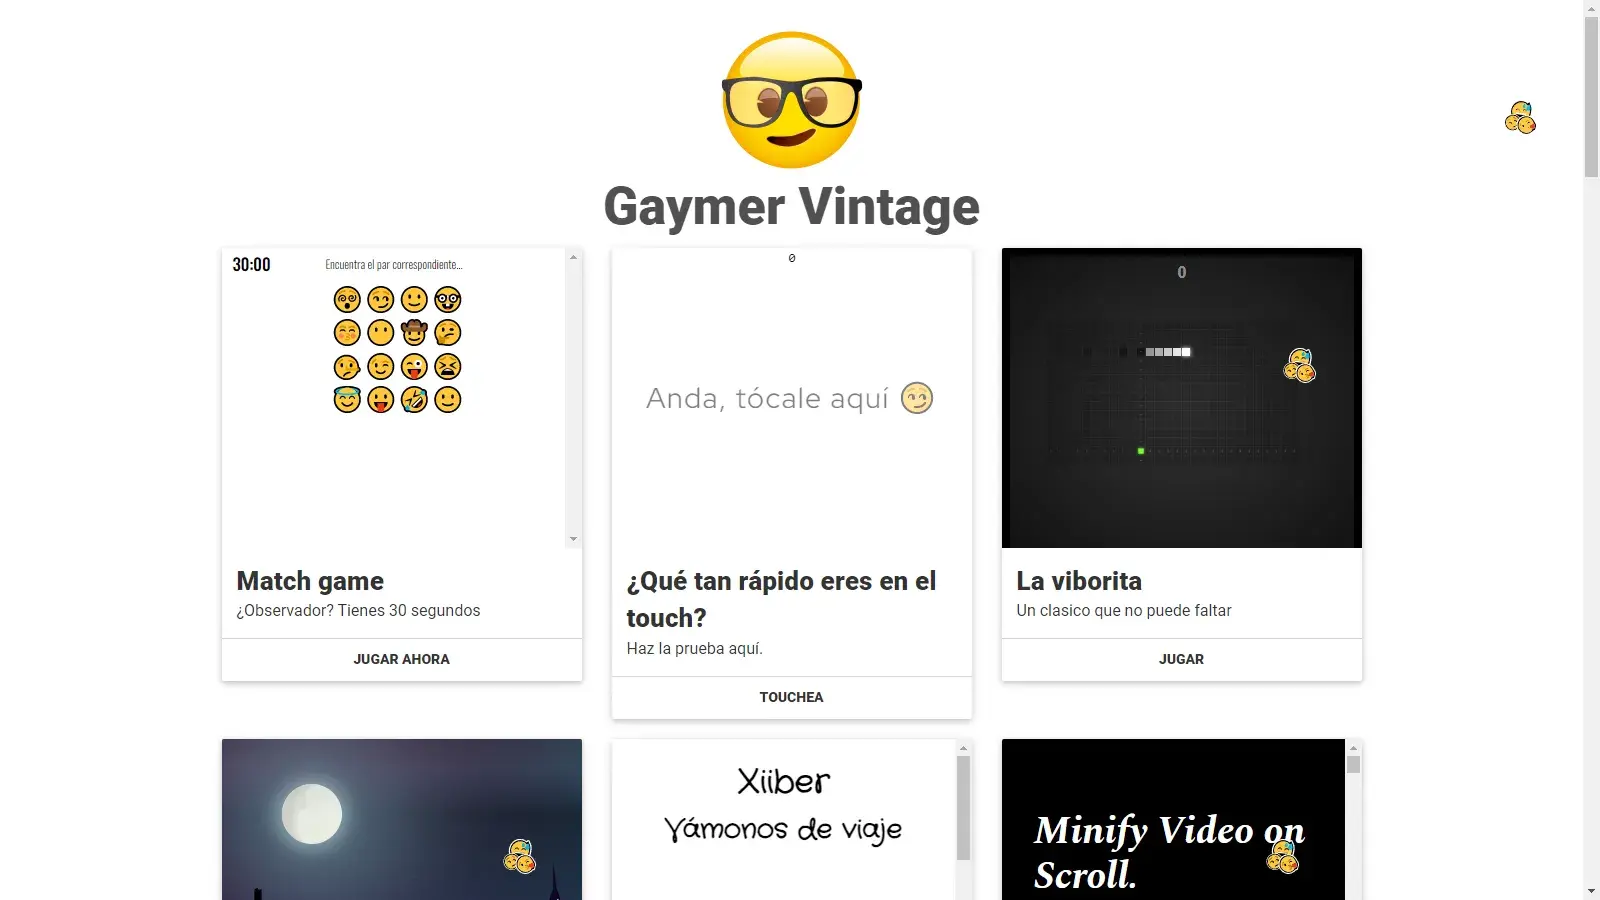 Gaymer Vintage
30:00
Encuentra el par correspondiente...
Match game
¿Observador? Tienes 30 segundos
JUGAR AHORA
0
Anda, tócale aquí
¿Qué tan rápido eres en el
touch?
Haz la prueba aquí.
TOUCHEA
0
La viborita
Un clasico que no puede faltar
JUGAR
Xiiber
Yámonos de viaje
Minify Video on
Scroll.